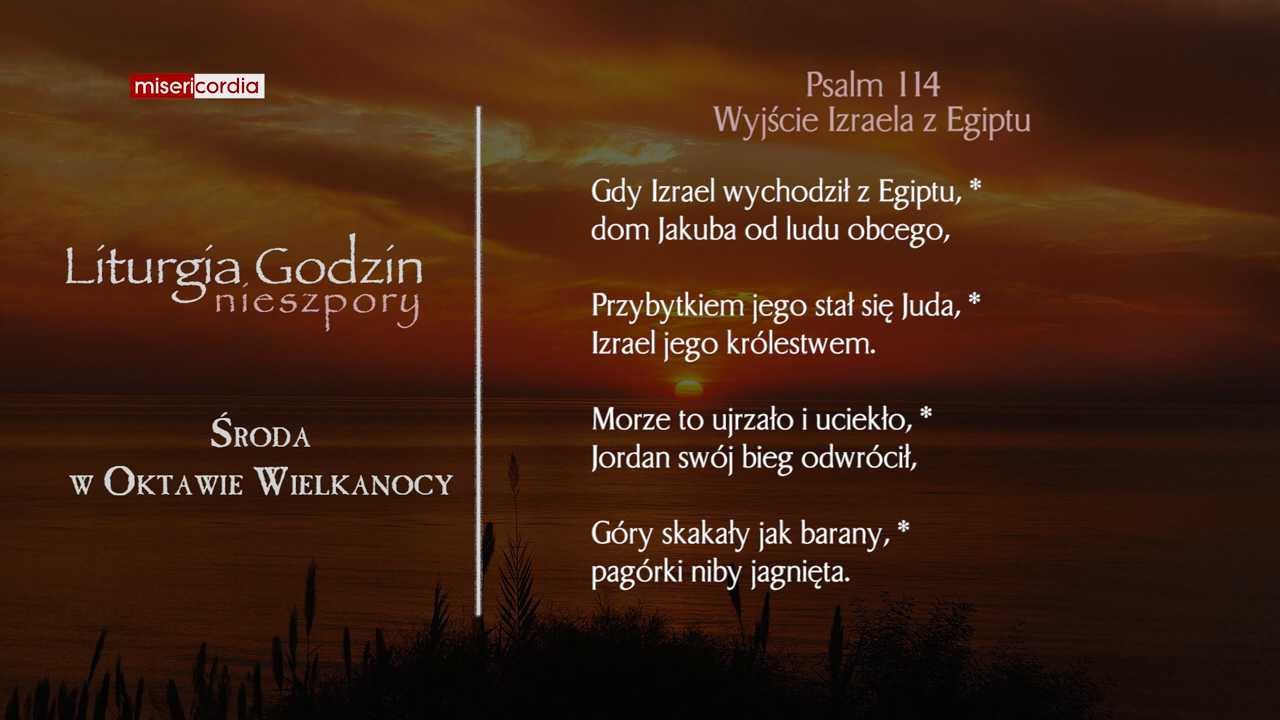 misericordia
Liturgia Godzin
nieszpory
Środa
w Oktawie Wielkanocy
Psalm 114
Wyjście Izraela z Egiptu
Gdy Izrael wychodził z Egiptu, *
dom Jakuba od ludu obcego,
Przybytkiem jego stał się Juda, *
Izrael jego królestwem.
Morze to ujrzało i uciekło, *
Jordan swój bieg odwrócił,
Góry skakały jak barany, *
pagórki niby jagnięta.